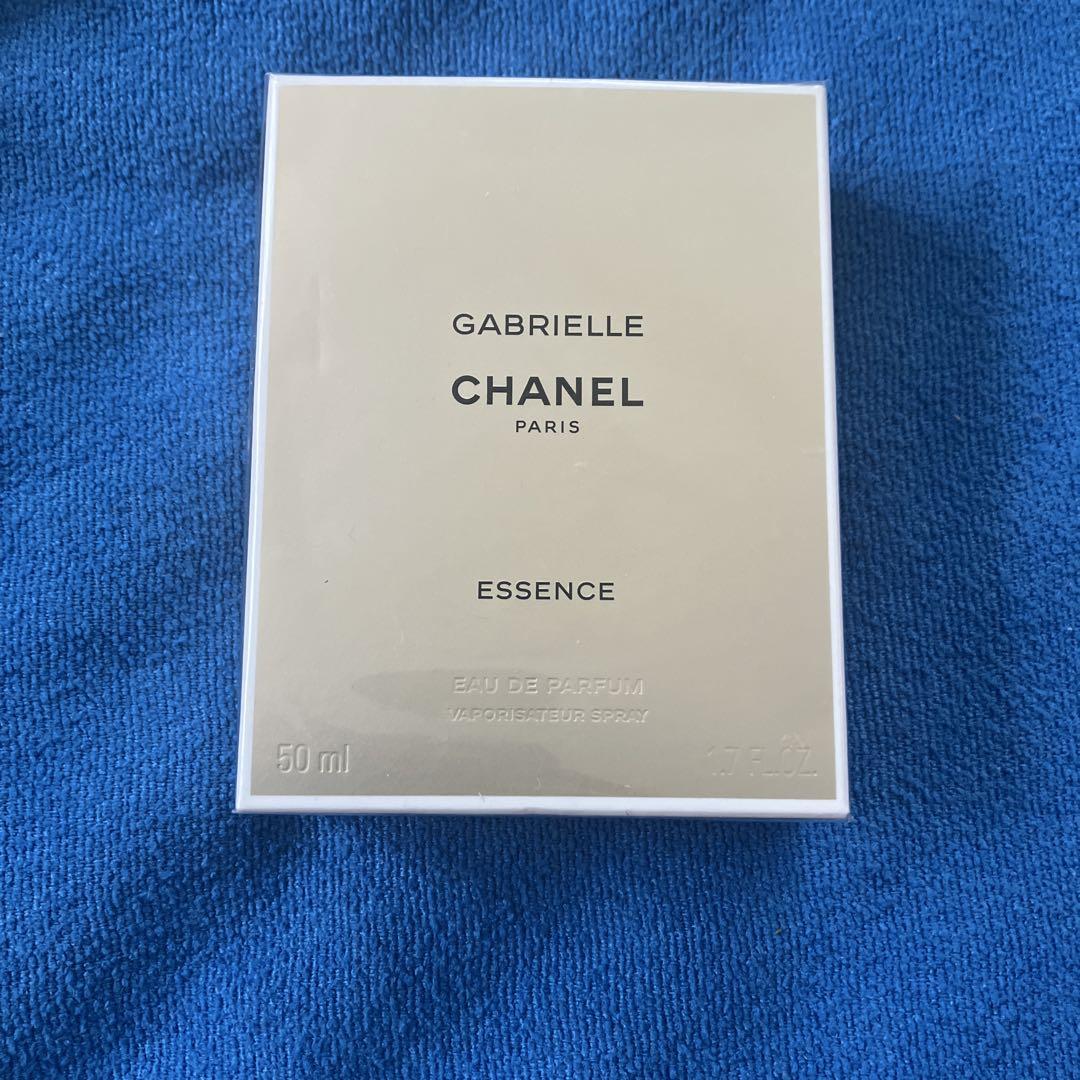 GABRIELLE
CHANEL
PARIS
ESSENCE
EAU DE PARFUM
VAPORISATEUR SPRAY
50 ml 1.7 FL.OZ.